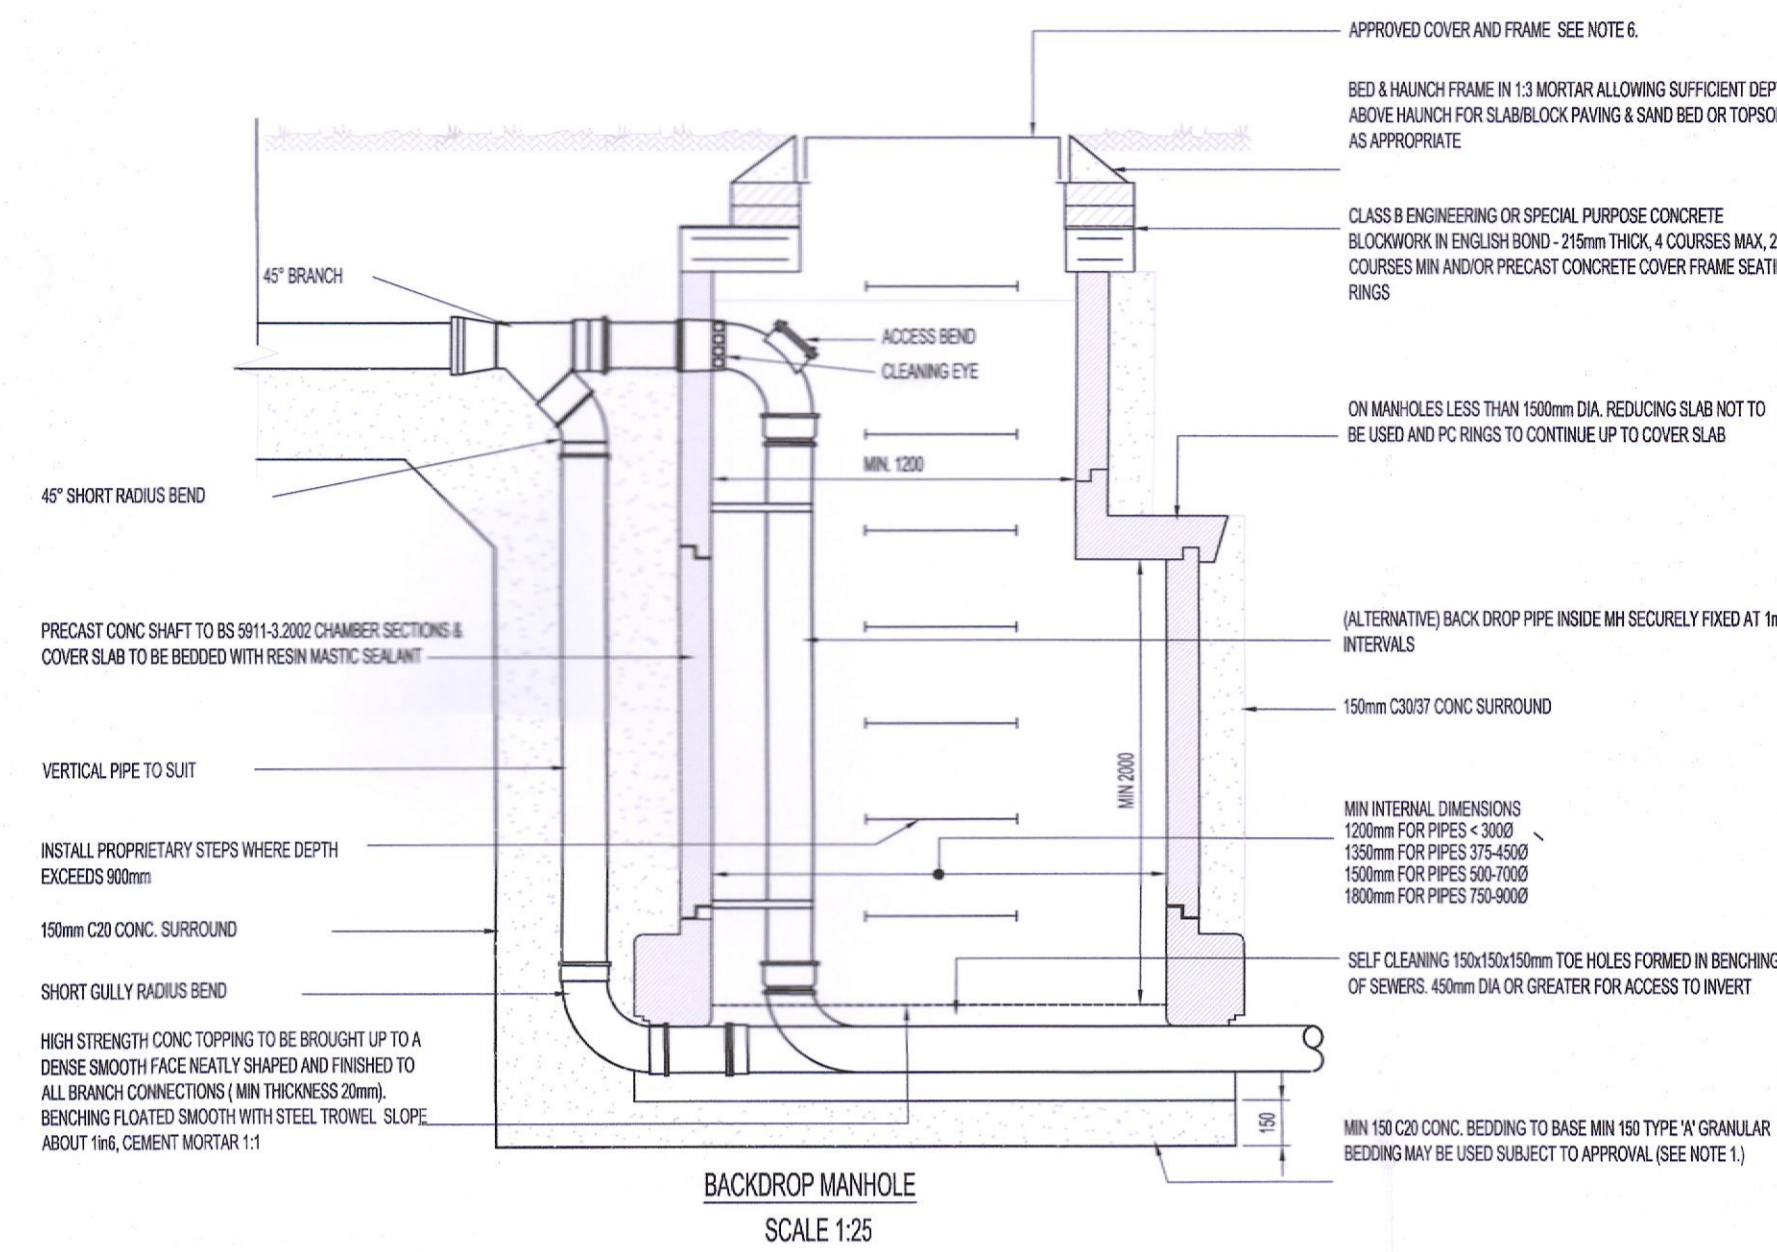 APPROVED COVER AND FRAME SEE NOTE 6.
BED & HAUNCH FRAME IN 1:3 MORTAR ALLOWING SUFFICIENT DEP
ABOVE HAUNCH FOR SLAB/BLOCK PAVING & SAND BED OR TOPSO
AS APPROPRIATE
CLASS B ENGINEERING OR SPECIAL PURPOSE CONCRETE
BLOCKWORK IN ENGLISH BOND - 215mm THICK, 4 COURSES MAX, 2
COURSES MIN AND/OR PRECAST CONCRETE COVER FRAME SEATI
RINGS
45° BRANCH
ACCESS BEND
CLEANING EYE
ON MANHOLES LESS THAN 1500mm DIA. REDUCING SLAB NOT TO
BE USED AND PC RINGS TO CONTINUE UP TO COVER SLAB
MIN. 1200
45° SHORT RADIUS BEND
PRECAST CONC SHAFT TO BS 5911-3.2002 CHAMBER SECTIONS &
COVER SLAB TO BE BEDDED WITH RESIN MASTIC SEALANT
(ALTERNATIVE) BACK DROP PIPE INSIDE MH SECURELY FIXED AT 1m
INTERVALS
150mm C30/37 CONC SURROUND
VERTICAL PIPE TO SUIT
MIN 2000
MIN INTERNAL DIMENSIONS
1200mm FOR PIPES < 300Ø
1350mm FOR PIPES 375-450Ø
1500mm FOR PIPES 500-700Ø
1800mm FOR PIPES 750-900Ø
INSTALL PROPRIETARY STEPS WHERE DEPTH
EXCEEDS 900mm
150mm C20 CONC. SURROUND
SELF CLEANING 150x150x150mm TOE HOLES FORMED IN BENCHING
OF SEWERS. 450mm DIA OR GREATER FOR ACCESS TO INVERT
SHORT GULLY RADIUS BEND
HIGH STRENGTH CONC TOPPING TO BE BROUGHT UP TO A
DENSE SMOOTH FACE NEATLY SHAPED AND FINISHED TO
ALL BRANCH CONNECTIONS ( MIN THICKNESS 20mm).
BENCHING FLOATED SMOOTH WITH STEEL TROWEL SLOPE
ABOUT 1in6, CEMENT MORTAR 1:1
150
MIN 150 C20 CONC. BEDDING TO BASE MIN 150 TYPE 'A' GRANULAR
BEDDING MAY BE USED SUBJECT TO APPROVAL (SEE NOTE 1.)
BACKDROP MANHOLE
SCALE 1:25